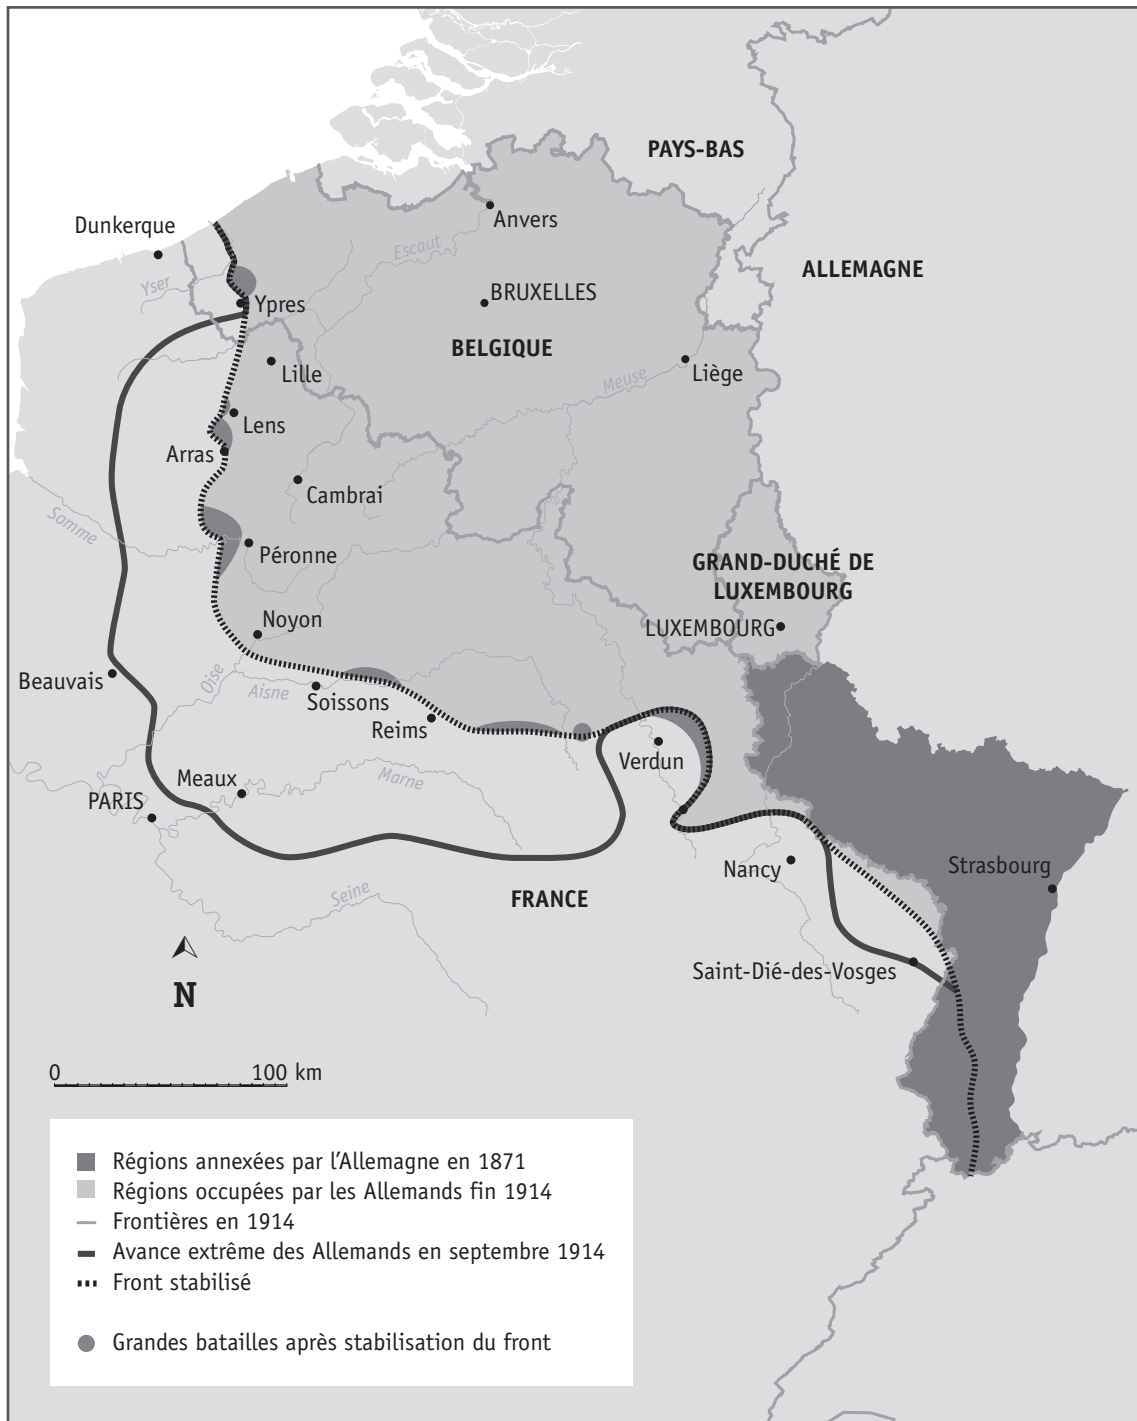 PAYS-BAS
Anvers
Dunkerque
Escaut
ALLEMAGNE
Yser
BRUXELLES
Ypres
BELGIQUE
Lille
Meuse
Liège
Lens
Arras
Cambrai
Somme
Péronne
GRAND-DUCHÉ DE
LUXEMBOURG
Noyon
LUXEMBOURG
Oise
Beauvais
Aisne
Soissons
Reims
Verdun
Meaux
Marne
PARIS
Nancy
Strasbourg
Seine
FRANCE
Saint-Dié-des-Vosges
N
0 100 km
Régions annexées par l'Allemagne en 1871
Régions occupées par les Allemands fin 1914
Frontières en 1914
Avance extrême des Allemands en septembre 1914
Front stabilisé
Grandes batailles après stabilisation du front